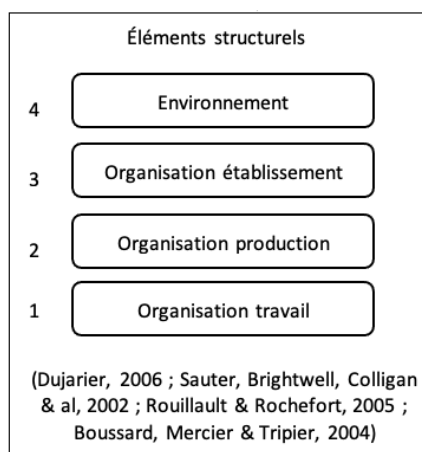 Éléments structurels
4 Environnement
3 Organisation établissement
2 Organisation production
1 Organisation travail
(Dujarier, 2006 ; Sauter, Brightwell, Colligan
& al, 2002 ; Rouillault & Rochefort, 2005 ;
Boussard, Mercier & Tripier, 2004)